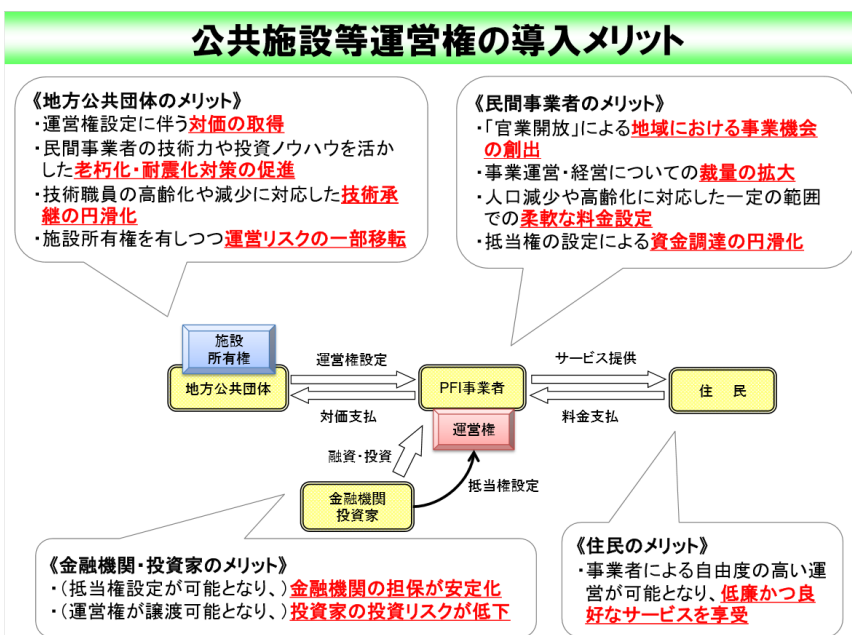 公共施設等運営権の導入メリット
《地方公共団体のメリット》
・運営権設定に伴う対価の取得
・民間事業者の技術力や投資ノウハウを活か
した老朽化・耐震化対策の促進
・技術職員の高齢化や減少に対応した技術承
継の円滑化
・施設所有権を有しつつ運営リスクの一部移転
《民間事業者のメリット》
・「官業開放」による地域における事業機会
の創出
・事業運営・経営についての裁量の拡大
・人口減少や高齢化に対応した一定の範囲
での柔軟な料金設定
・抵当権の設定による資金調達の円滑化
施設
所有権
地方公共団体
運営権設定
対価支払
PFI事業者
運営権
サービス提供
料金支払
住 民
融資・投資
抵当権設定
金融機関
投資家
《金融機関・投資家のメリット》
・(抵当権設定が可能となり、)金融機関の担保が安定化
・(運営権が譲渡可能となり、)投資家の投資リスクが低下
《住民のメリット》
・事業者による自由度の高い運
営が可能となり、低廉かつ良
好なサービスを享受